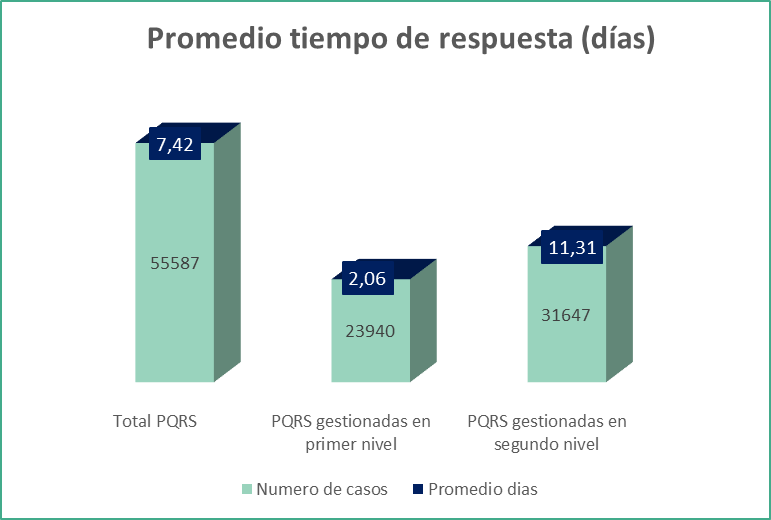 Promedio tiempo de respuesta (días)
7,42
55587
2,06
23940
11,31
31647
Total PQRS
PQRS gestionadas en
primer nivel
PQRS gestionadas en
segundo nivel
Numero de casos
Promedio dias